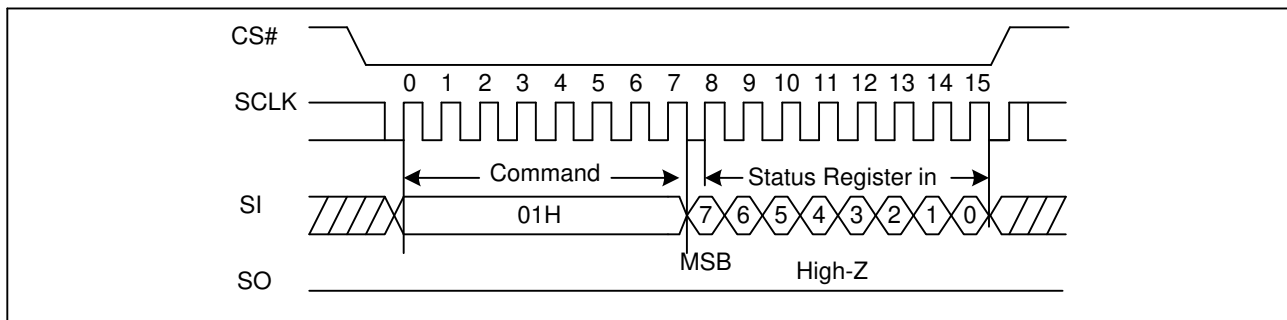 CS#
0 1 2 3 4 5 6 7 8 9 10 11 12 13 14 15
SCLK
Command Status Register in
SI 01H 7 6 5 4 3 2 1 0
MSB High-Z
SO